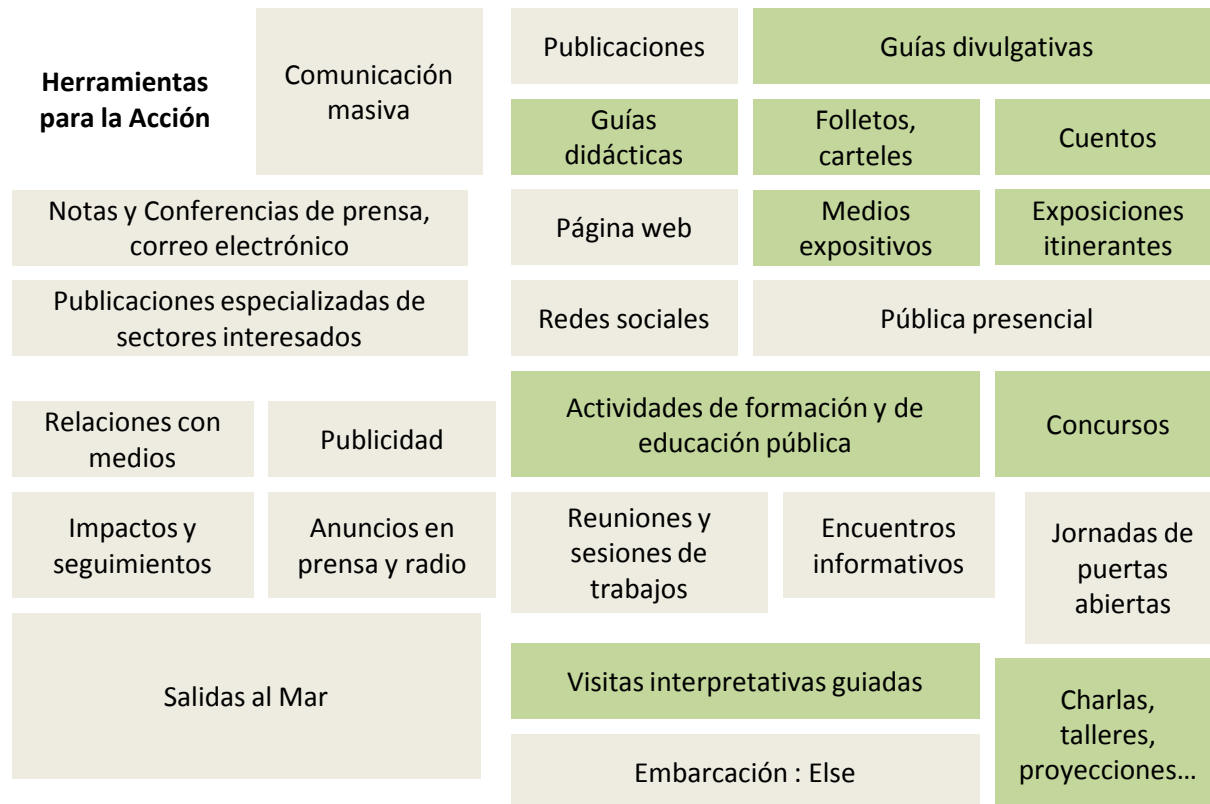 Herramientas
para la Acción
Comunicación
masiva
Publicaciones
Guías divulgativas
Guías
didácticas
Folletos,
carteles
Cuentos
Notas y Conferencias de prensa,
correo electrónico
Página web
Medios
expositivos
Exposiciones
itinerantes
Publicaciones especializadas de
sectores interesados
Redes sociales
Pública presencial
Relaciones con
medios
Publicidad
Actividades de formación y de
educación pública
Concursos
Impactos y
seguimientos
Anuncios en
prensa y radio
Reuniones y
sesiones de
trabajos
Encuentros
informativos
Jornadas de
puertas
abiertas
Salidas al Mar
Visitas interpretativas guiadas
Charlas,
talleres,
proyecciones...
Embarcación : Else